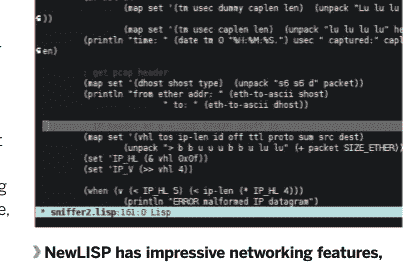 (map set '(tm usec dummy caplen len) (unpack "lu lu lu
))
(map set '(tm usec caplen len) (unpack "lu lu lu lu" he
(println "time: " (date tm 0 "%H:%M:%S.") usec " captured:" capl
en)
; get pcap header
(map set '(dhost shost type) (unpack "s6 s6 d" packet))
(println "from ether addr: " (eth-to-ascii shost)
" to: " (eth-to-ascii dhost))
(map set '(vhl tos ip-len id off ttl proto sum src dest)
(unpack "> b b u u u b b u lu lu" (+ packet SIZE_ETHER))
(set 'IP_HL (& vhl 0x0f))
(set 'IP_V (>> vhl 4))
(when (v (< IP_HL 5) (< ip-len (* IP_HL 4)))
(println "ERROR malformed IP datagram")
* sniffer2.lisp:161:0 Lisp
NewLISP has impressive networking features,